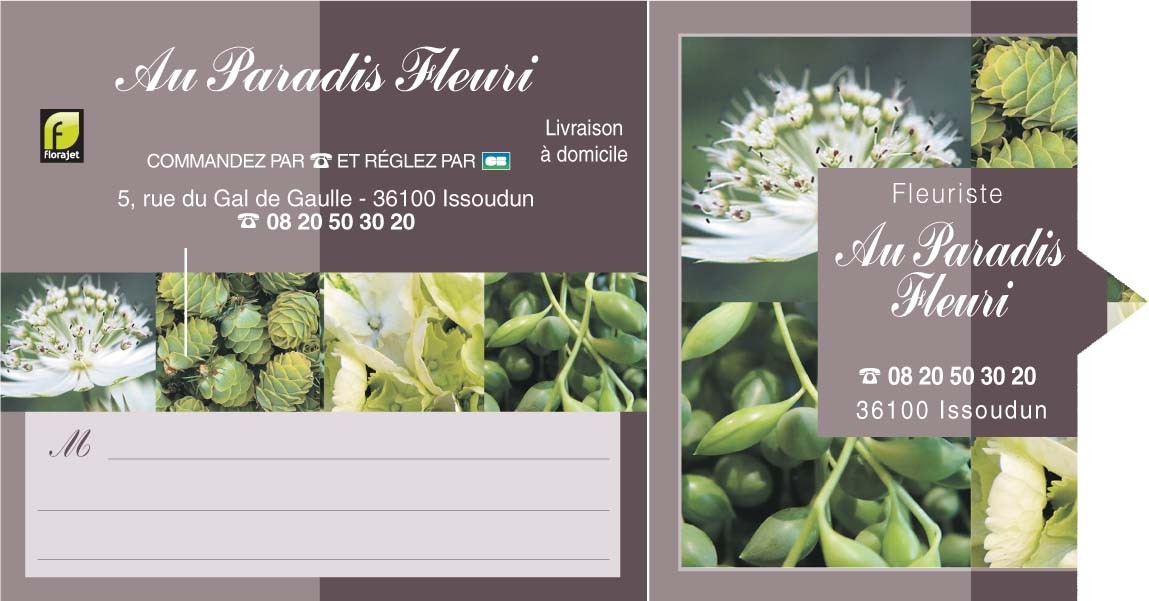 Au Paradis Fleuri
florajet
Livraison
à domicile
COMMANDEZ PAR ☎ ET RÉGLEZ PAR CB
5, rue du Gal de Gaulle - 36100 Issoudun
☎ 08 20 50 30 20
M
Fleuriste
Au Paradis
Fleuri
☎ 08 20 50 30 20
36100 Issoudun